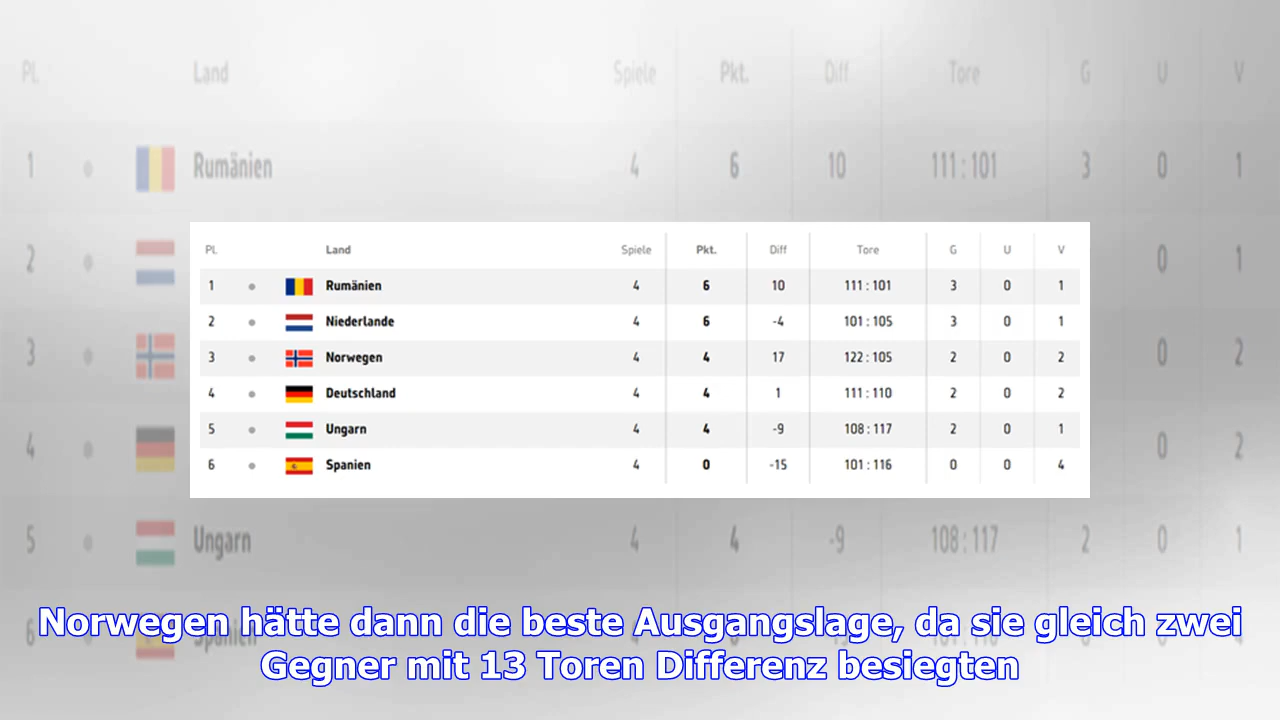 Pl. Land Spiele Pkt. Diff Tore G U V
1 Rumänien 4 6 10 111 : 101 3 0 1
2 Niederlande 4 6 -4 101 : 105 3 0 1
3 Norwegen 4 4 17 122 : 105 2 0 2
4 Deutschland 4 4 1 111 : 110 2 0 2
5 Ungarn 4 4 -9 108 : 117 2 0 1
6 Spanien 4 0 -15 101 : 116 0 0 4
Norwegen hätte dann die beste Ausgangslage, da sie gleich zwei
Gegner mit 13 Toren Differenz besiegten